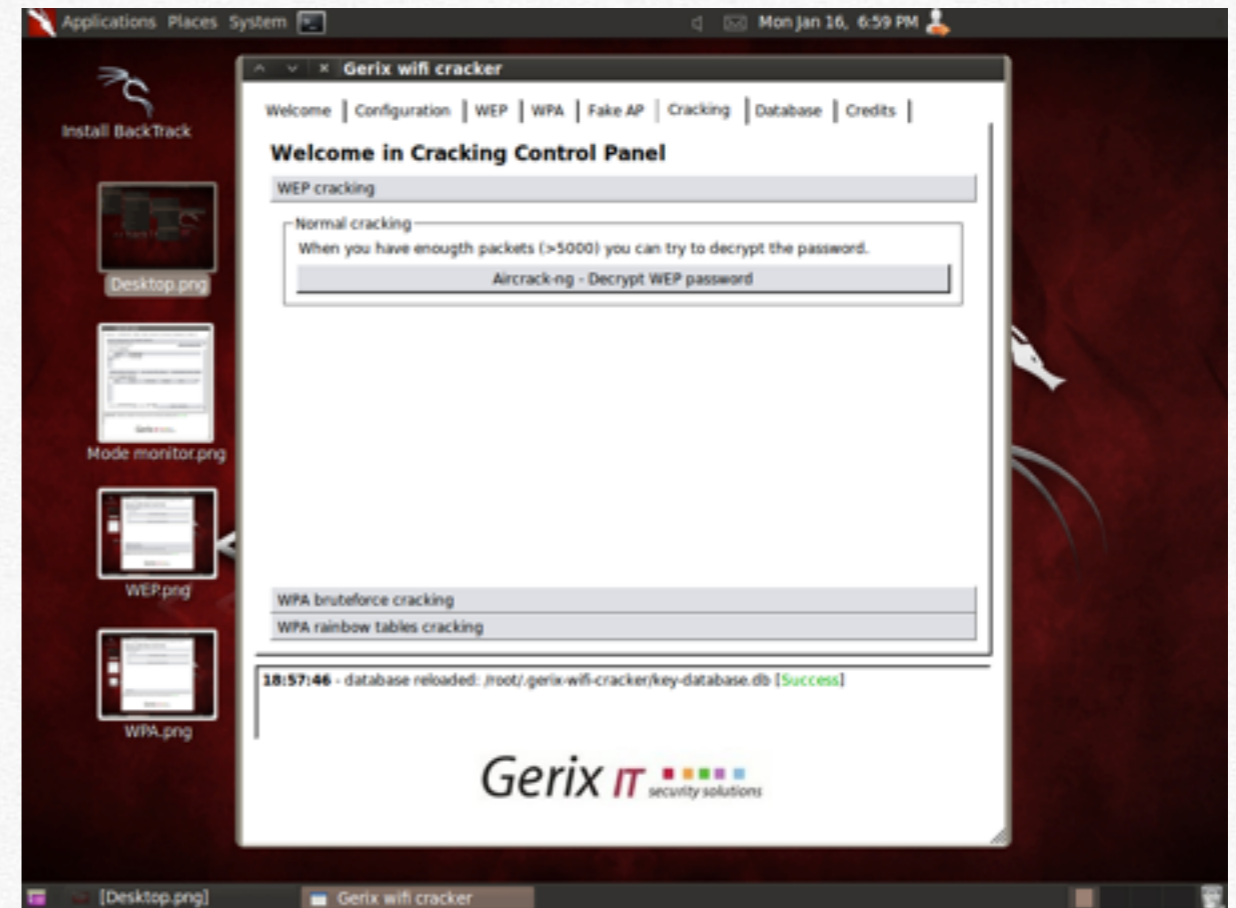 Applications Places System
Mon Jan 16, 6:59 PM
Install BackTrack
Desktop.png
Mode monitor.png
WEP.png
WPA.png
Gerix wifi cracker
Welcome | Configuration | WEP | WPA | Fake AP | Cracking | Database | Credits |
Welcome in Cracking Control Panel
WEP cracking
Normal cracking
When you have enougth packets (>5000) you can try to decrypt the password.
Aircrack-ng - Decrypt WEP password
WPA bruteforce cracking
WPA rainbow tables cracking
18:57:46 - database reloaded: /root/.gerix-wifi-cracker/key-database.db [Success]
Gerix IT security solutions
[Desktop.png]
Gerix wifi cracker